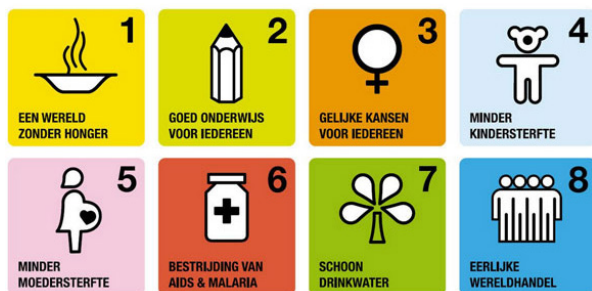 1
EEN WERELD
ZONDER HONGER
2
GOED ONDERWIJS
VOOR IEDEREEN
3
GELIJKE KANSEN
VOOR IEDEREEN
4
MINDER
KINDERSTERFTE
5
MINDER
MOEDERSTERFTE
6
BESTRIJDING VAN
AIDS & MALARIA
7
SCHOON
DRINKWATER
8
EERLIJKE
WERELDHANDEL